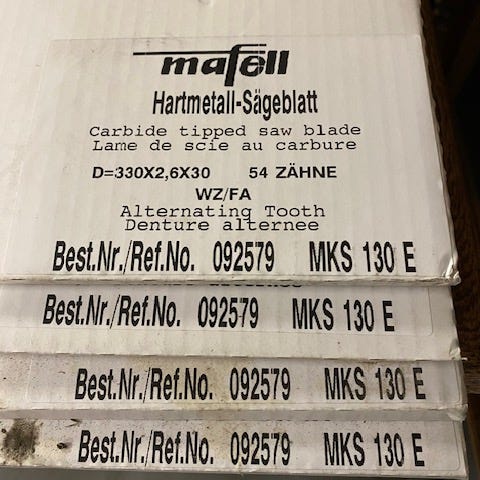 mafell
Hartmetall-Sägeblatt
Carbide tipped saw blade
Lame de scie au carbure
D=330X2,6X30 54 ZÄHNE
WZ/FA
Alternating Tooth
Denture alternee
Best.Nr./Ref.No. 092579 MKS 130 E
Best.Nr./Ref.No. 092579 MKS 130 E
Best.Nr./Ref.No. 092579 MKS 130 E
Best.Nr./Ref.No. 092579 MKS 130 E